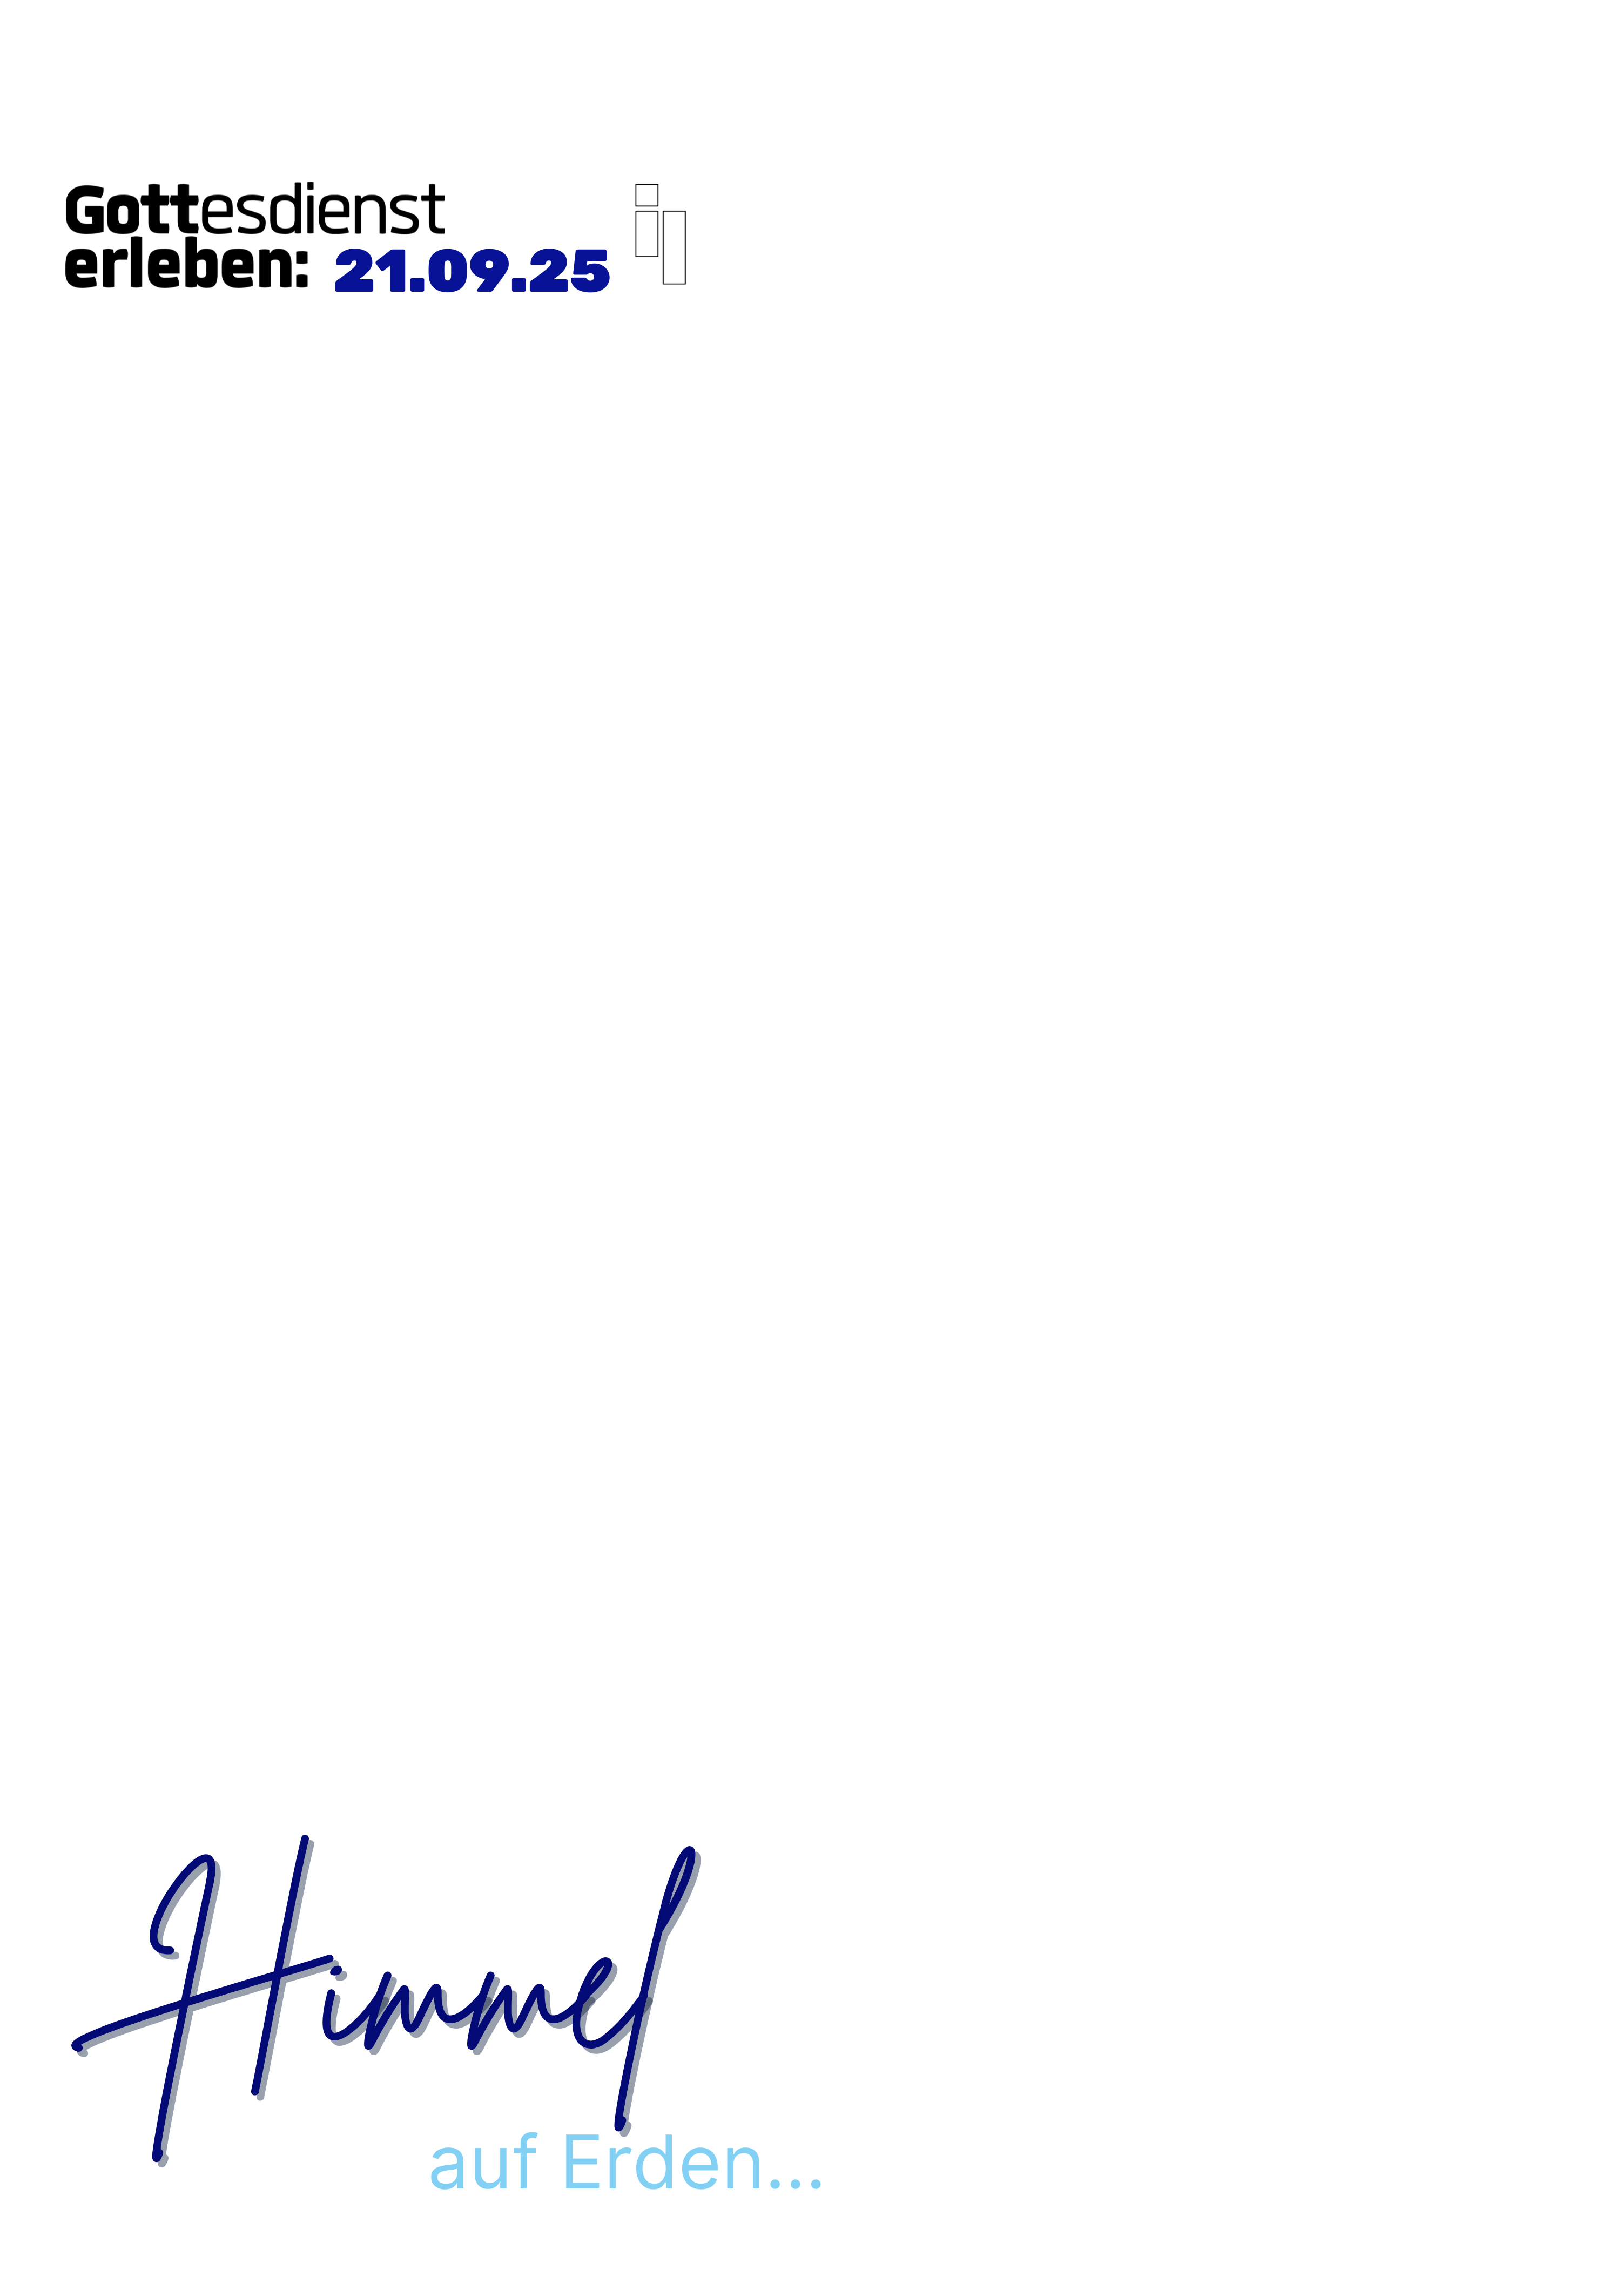 Gottesdienst
erleben: 21.09.25
Himmel
auf Erden...